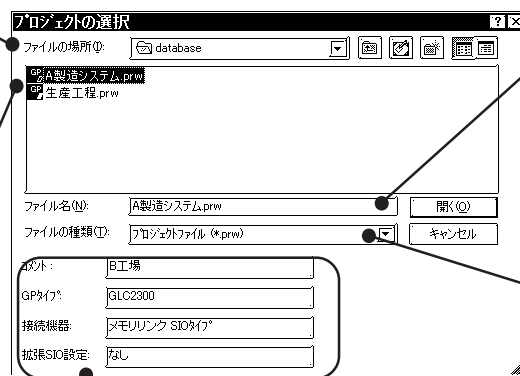 プロジェクトの選択
ファイルの場所(I): database
GP A製造システム.prw
GP 生産工程.prw
ファイル名(N): A製造システム.prw 開く(O)
ファイルの種類(T): プロジェクトファイル (*.prw) キャンセル
コメント: B工場
GPタイプ: GLC2300
接続機器: メモリリンク SIOタイプ
拡張SIO設定: なし